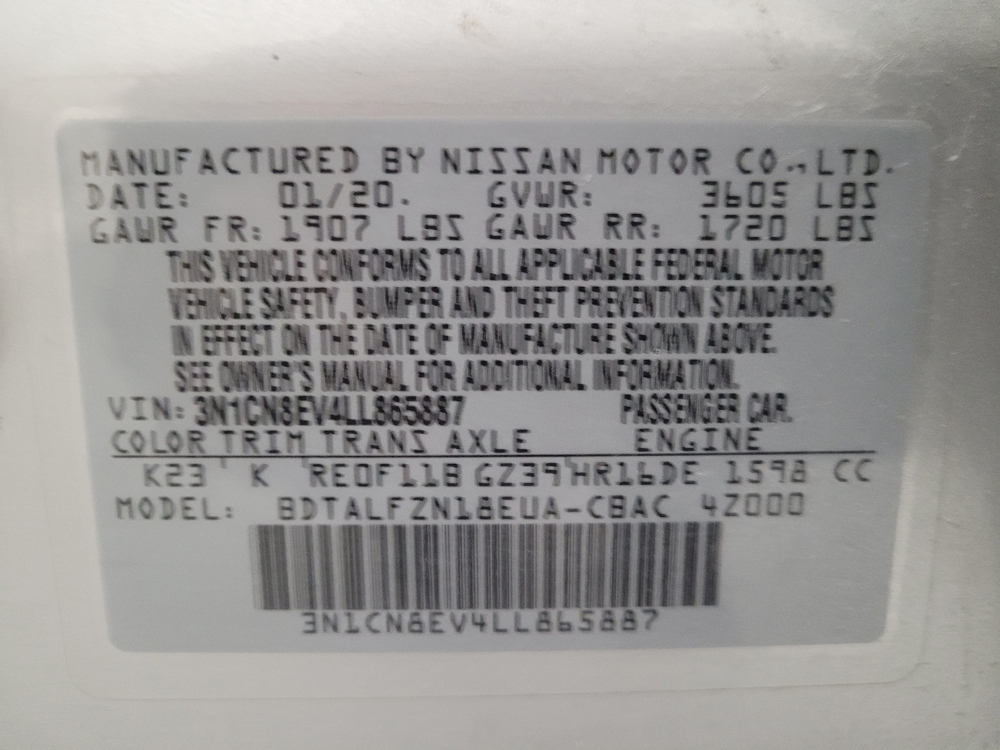 MANUFACTURED BY NISSAN MOTOR CO., LTD.
DATE: 01/20. GVWR: 3605 LBS
GAWR FR: 1907 LBS GAWR RR: 1720 LBS
THIS VEHICLE CONFORMS TO ALL APPLICABLE FEDERAL MOTOR
VEHICLE SAFETY, BUMPER AND THEFT PREVENTION STANDARDS
IN EFFECT ON THE DATE OF MANUFACTURE SHOWN ABOVE.
SEE OWNER'S MANUAL FOR ADDITIONAL INFORMATION.
VIN: 3N1CN8EV4LL865887 PASSENGER CAR.
COLOR TRIM TRANS AXLE ENGINE
K23 K RE0F11B GZ39 HR16DE 1598 CC
MODEL: BDTALFZN18EUA-CBAC 4Z000
3N1CN8EV4LL865887